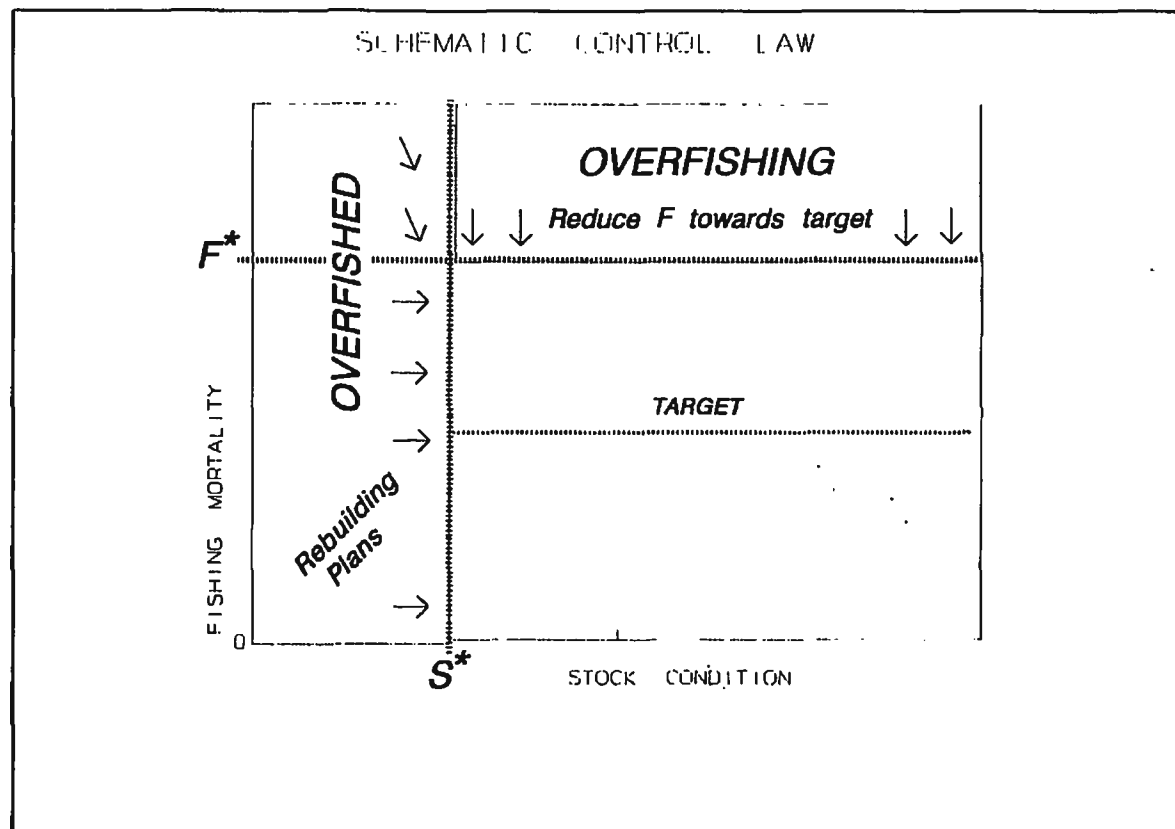 SCHEMATIC CONTROL LAW
OVERFISHING
Reduce F towards target
OVERFISHED
F*
TARGET
Rebuilding
Plans
FISHING MORTALITY
0
S*
STOCK CONDITION